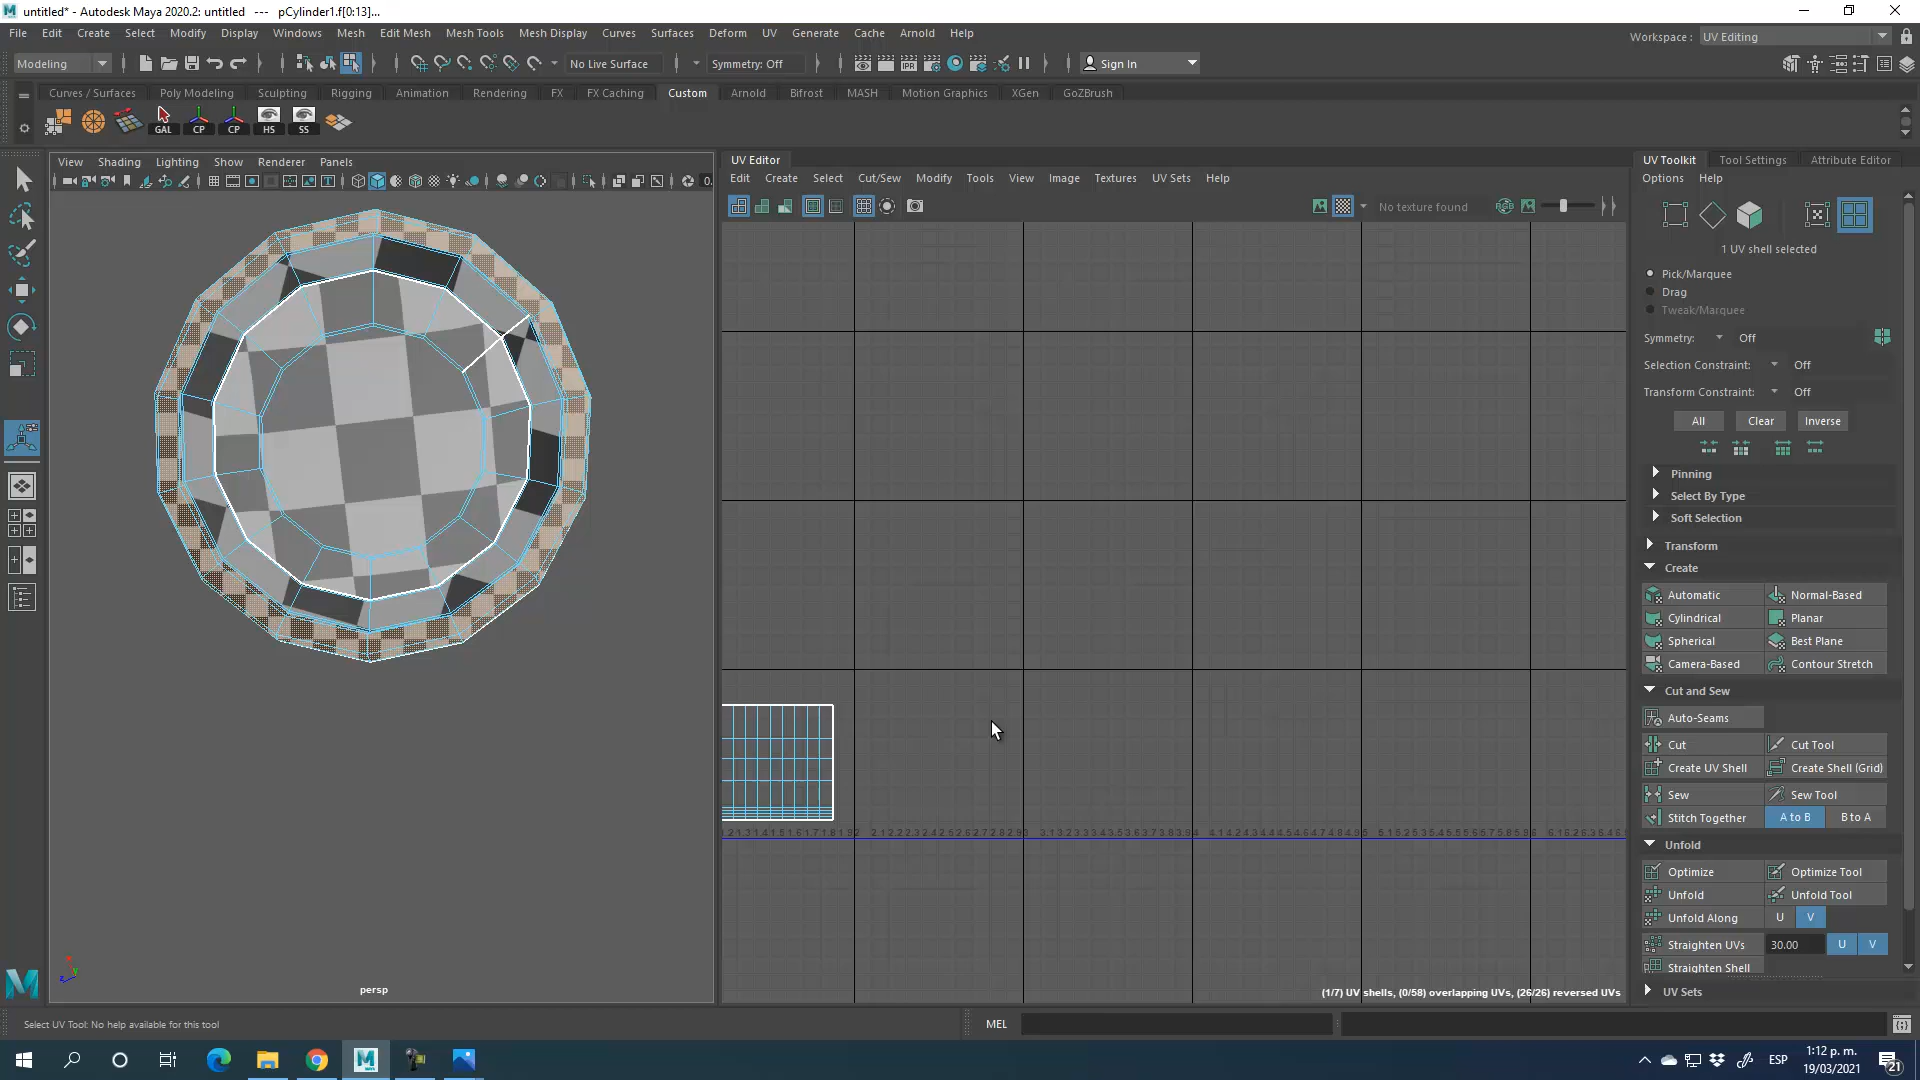 untitled* - Autodesk Maya 2020.2: untitled --- pCylinder1.f[0:13]...
File Edit Create Select Modify Display Windows Mesh Edit Mesh Mesh Tools Mesh Display Curves Surfaces Deform UV Generate Cache Arnold Help
Workspace : UV Editing
Modeling No Live Surface Symmetry: Off IPR Sign In
Curves / Surfaces Poly Modeling Sculpting Rigging Animation Rendering FX FX Caching Custom Arnold Bifrost MASH Motion Graphics XGen GoZBrush
GAL CP CP HS SS
View Shading Lighting Show Renderer Panels
0.
UV Editor
Edit Create Select Cut/Sew Modify Tools View Image Textures UV Sets Help
No texture found
UV Toolkit Tool Settings Attribute Editor
Options Help
1 UV shell selected
Pick/Marquee
Drag
Tweak/Marquee
Symmetry: Off
Selection Constraint: Off
Transform Constraint: Off
All Clear Inverse
Pinning
Select By Type
Soft Selection
Transform
Create
Automatic Normal-Based
Cylindrical Planar
Spherical Best Plane
Camera-Based Contour Stretch
Cut and Sew
Auto-Seams
Cut Cut Tool
Create UV Shell Create Shell (Grid)
Sew Sew Tool
Stitch Together A to B B to A
Unfold
Optimize Optimize Tool
Unfold Unfold Tool
Unfold Along U V
Straighten UVs 30.00 U V
Straighten Shell
UV Sets
persp
(1/7) UV shells, (0/58) overlapping UVs, (26/26) reversed UVs
Select UV Tool: No help available for this tool
MEL
ESP
1:12 p. m.
19/03/2021
21